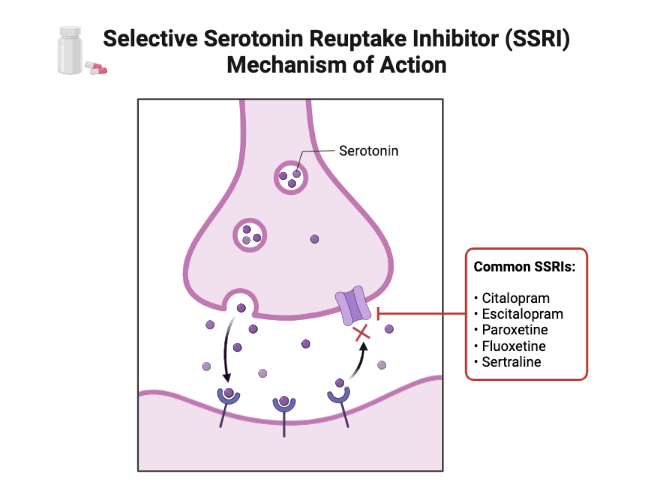 Selective Serotonin Reuptake Inhibitor (SSRI)
Mechanism of Action
Serotonin
Common SSRIs:
• Citalopram
• Escitalopram
• Paroxetine
• Fluoxetine
• Sertraline